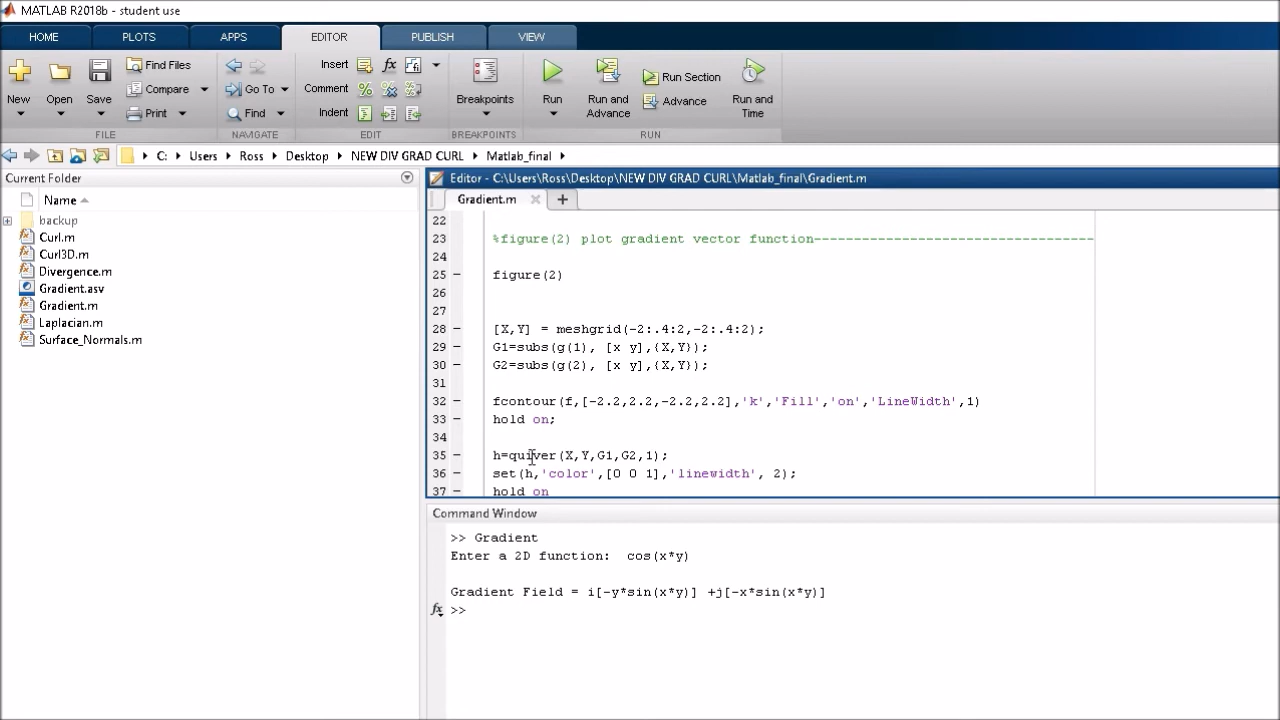 MATLAB R2018b - student use
HOME PLOTS APPS EDITOR PUBLISH VIEW
New Open Save Find Files Compare Print
Go To Find
Insert fx
Comment %
Indent
Breakpoints
Run Run and Advance Run Section Advance Run and Time
FILE NAVIGATE EDIT BREAKPOINTS RUN
C: Users Ross Desktop NEW DIV GRAD CURL Matlab_final
Current Folder
Name
backup
Curl.m
Curl3D.m
Divergence.m
Gradient.asv
Gradient.m
Laplacian.m
Surface_Normals.m
Editor - C:\Users\Ross\Desktop\NEW DIV GRAD CURL\Matlab_final\Gradient.m
Gradient.m
22
23 %figure(2) plot gradient vector function-----------------------------------
24
25 – figure(2)
26
27
28 – [X,Y] = meshgrid(-2:.4:2,-2:.4:2);
29 – G1=subs(g(1), [x y],{X,Y});
30 – G2=subs(g(2), [x y],{X,Y});
31
32 – fcontour(f,[-2.2,2.2,-2.2,2.2],'k','Fill','on','LineWidth',1)
33 – hold on;
34
35 – h=quiver(X,Y,G1,G2,1);
36 – set(h,'color',[0 0 1],'linewidth', 2);
37 – hold on
Command Window
>> Gradient
Enter a 2D function:  cos(x*y)
Gradient Field = i[-y*sin(x*y)] +j[-x*sin(x*y)]
fx >>